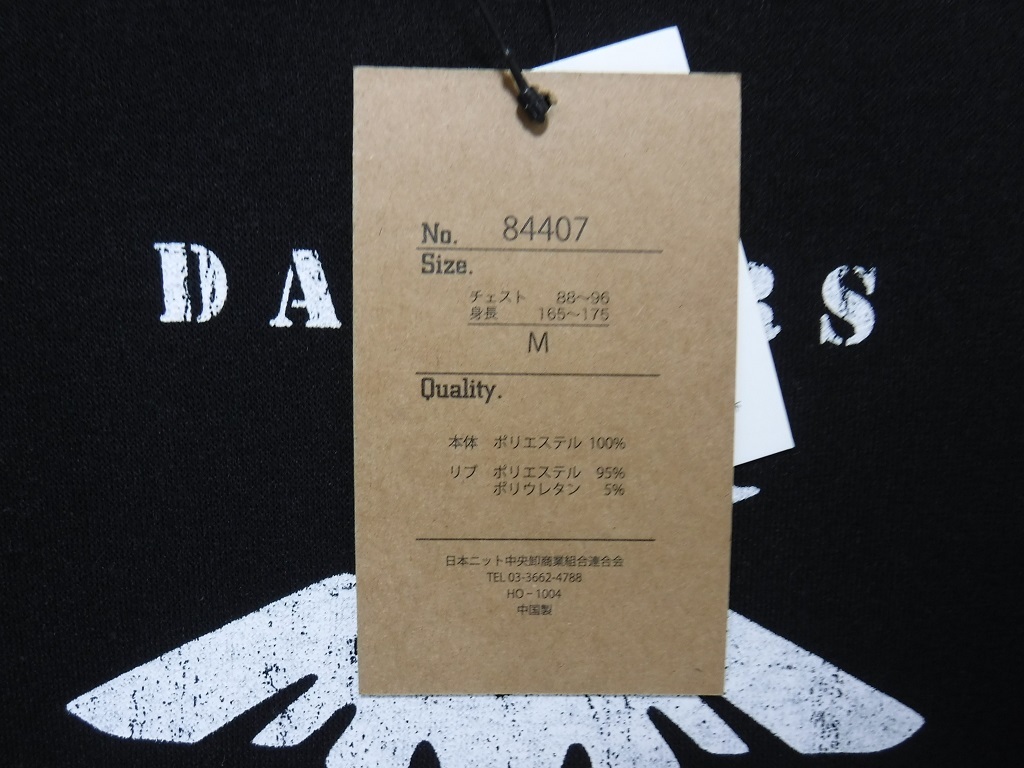 No. 84407
Size.
チェスト 88〜96
身長 165〜175
M
Quality.
本体 ポリエステル 100%
リブ ポリエステル 95%
ポリウレタン 5%
日本ニット中央卸商業組合連合会
TEL 03-3662-4788
HO－1004
中国製
DA S